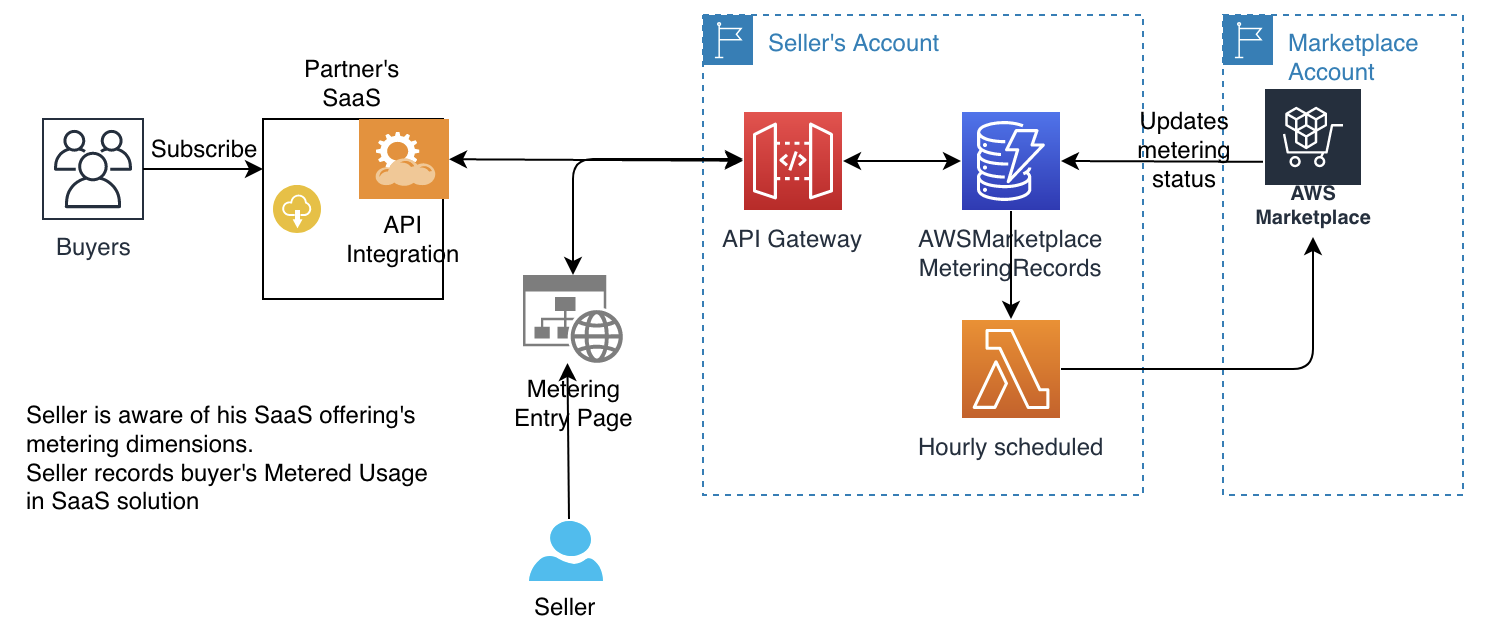 Seller's Account
Marketplace
Account
Partner's
SaaS
Subscribe
Buyers
API
Integration
API Gateway
AWSMarketplace
MeteringRecords
Updates
metering
status
AWS
Marketplace
Metering
Entry Page
Hourly scheduled
Seller is aware of his SaaS offering's
metering dimensions.
Seller records buyer's Metered Usage
in SaaS solution
Seller